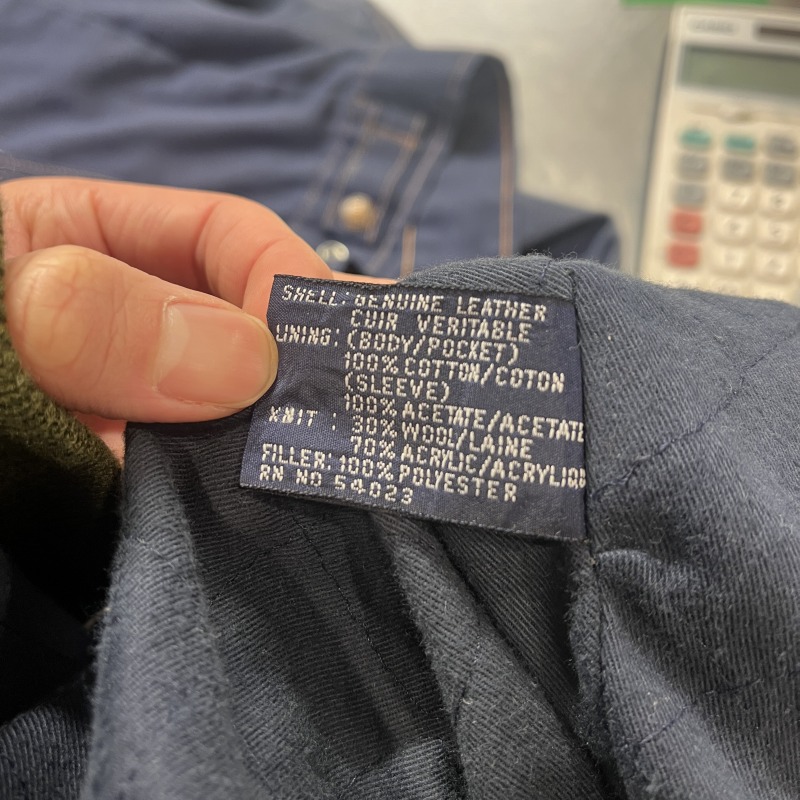 SHELL: GENUINE LEATHER
CUIR VERITABLE
LINING: (BODY/POCKET)
100% COTTON/COTON
(SLEEVE)
100% ACETATE/ACETATE
KNIT : 30% WOOL/LAINE
70% ACRYLIC/ACRYLIQ
FILLER: 100% POLYESTER
RN NO 54023